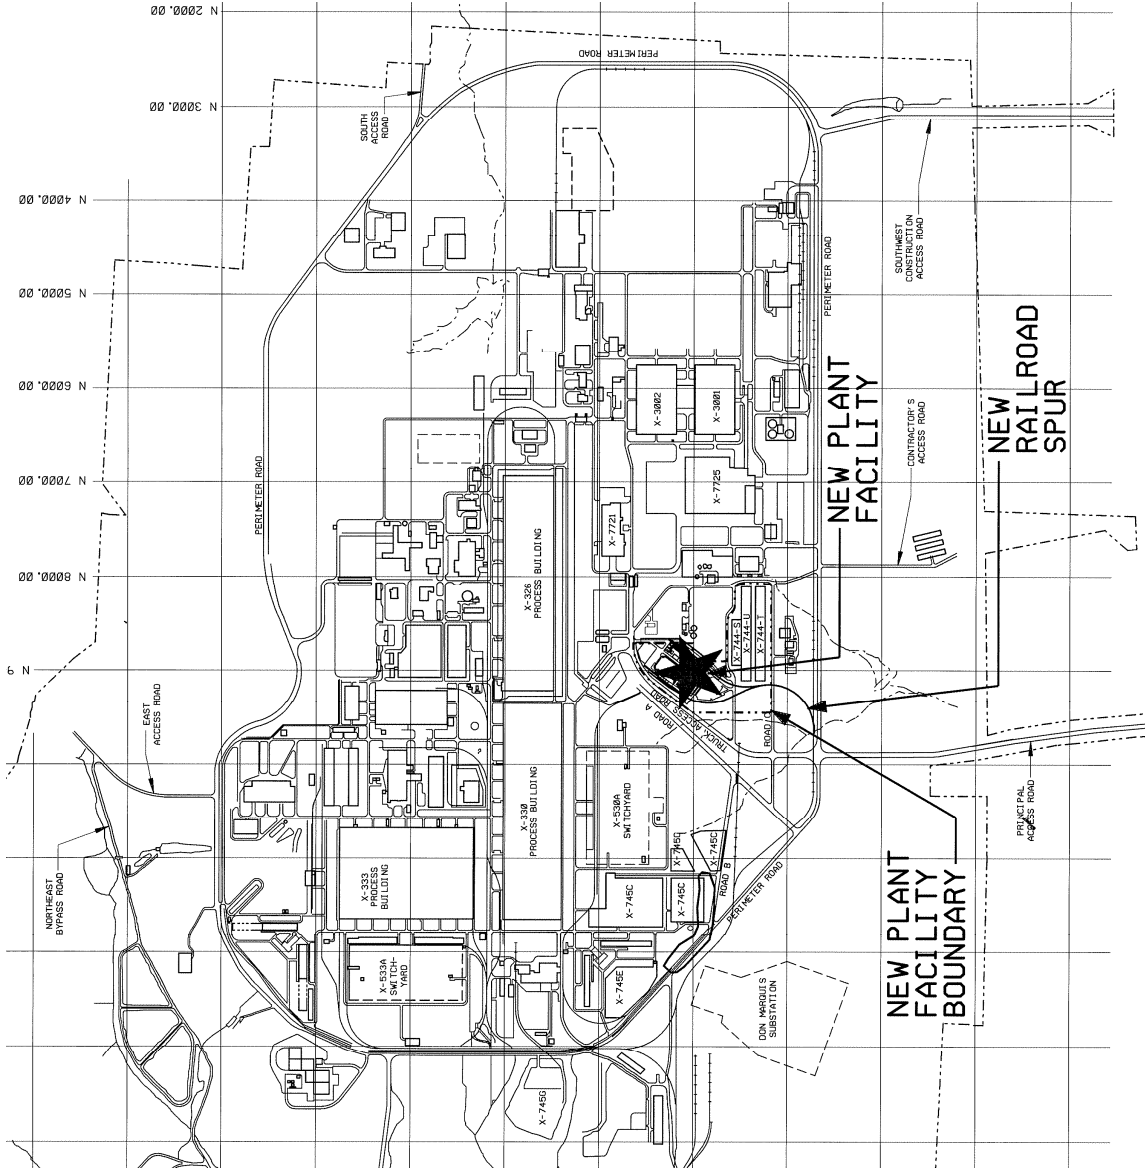 N 2000.00
N 3000.00
N 4000.00
N 5000.00
N 6000.00
N 7000.00
N 8000.00
N 9
PERIMETER ROAD
SOUTH
ACCESS
ROAD
SOUTHWEST
CONSTRUCTION
ACCESS ROAD
PERIMETER ROAD
NEW PLANT
FACILITY
NEW
RAILROAD
SPUR
CONTRACTOR'S
ACCESS ROAD
X-3002
X-3001
X-7725
X-7721
PERIMETER ROAD
X-326
PROCESS BUILDING
X-744-S
X-744-U
X-744-T
ROAD A
TRUCK ACCESS ROAD
ROAD C
EAST
ACCESS ROAD
X-330
PROCESS BUILDING
X-530A
SWITCHYARD
PRINCIPAL
ACCESS ROAD
NORTHEAST
BYPASS ROAD
X-333
PROCESS
BUILDING
X-745F
X-745C
X-745C
X-745C
ROAD B
PERIMETER ROAD
NEW PLANT
FACILITY
BOUNDARY
X-533A
SWITCH-
YARD
X-745E
DON MARQUIS
SUBSTATION
X-745G